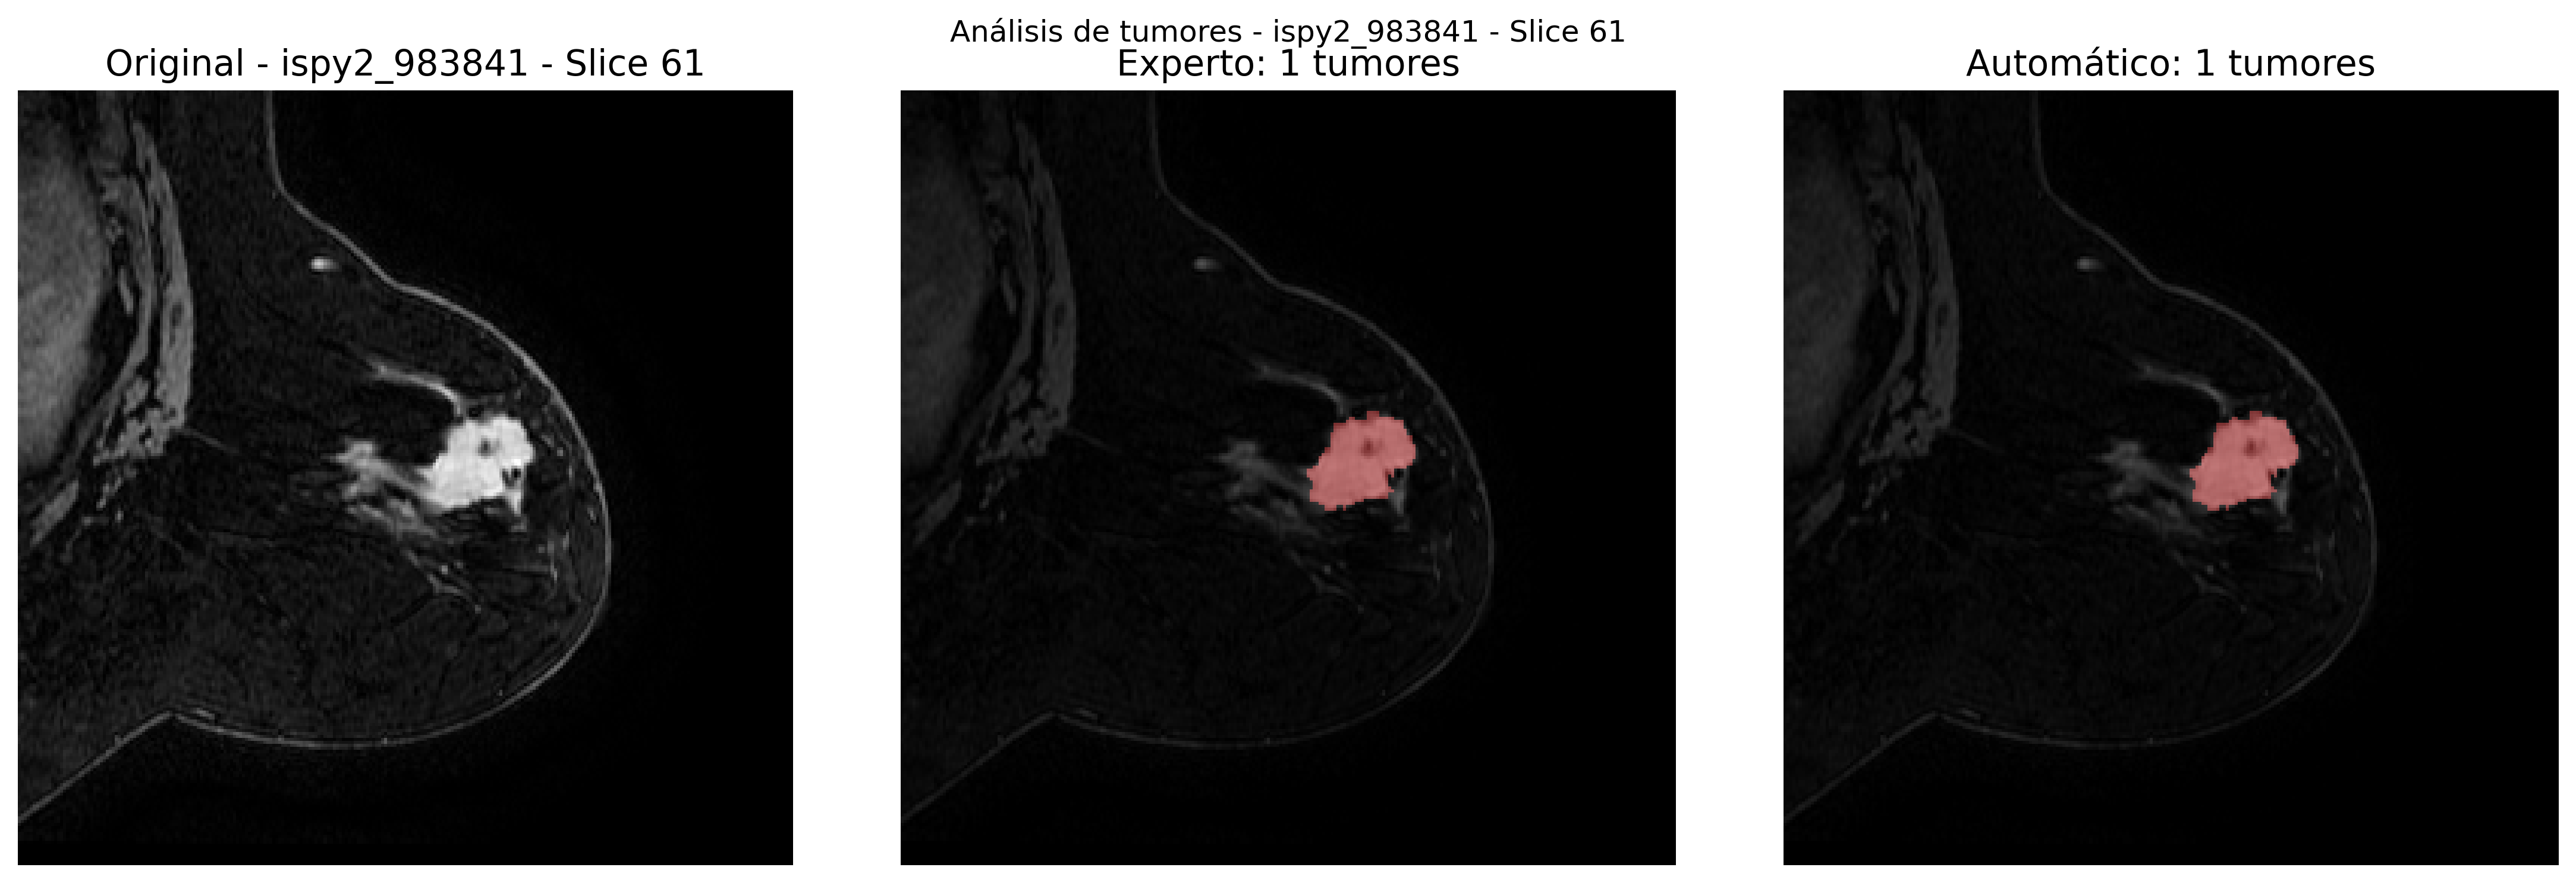 Análisis de tumores - ispy2_983841 - Slice 61
Original - ispy2_983841 - Slice 61
Experto: 1 tumores
Automático: 1 tumores